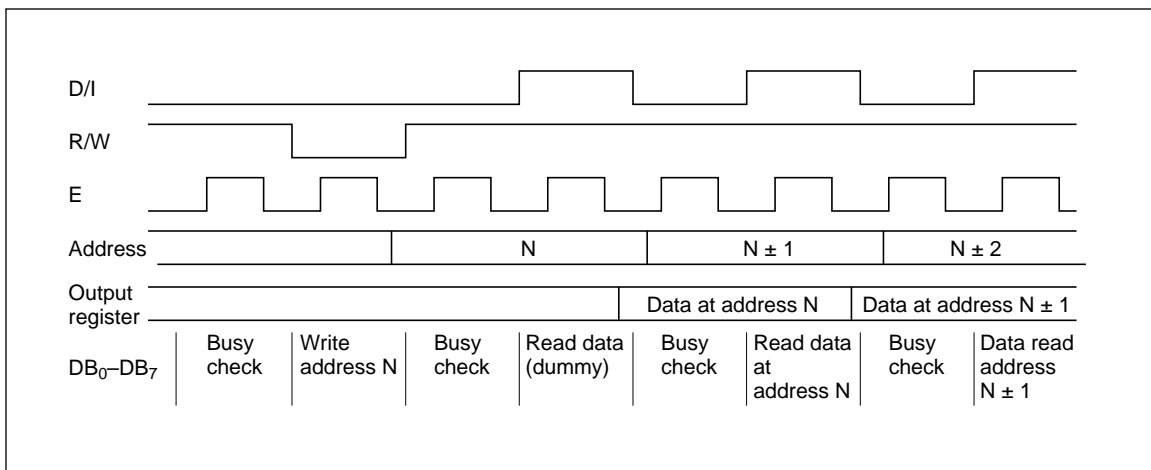 D/I
R/W
E
Address
N
N ± 1
N ± 2
Output
register
Data at address N
Data at address N ± 1
DB0–DB7
Busy
check
Write
address N
Busy
check
Read data
(dummy)
Busy
check
Read data
at
address N
Busy
check
Data read
address
N ± 1